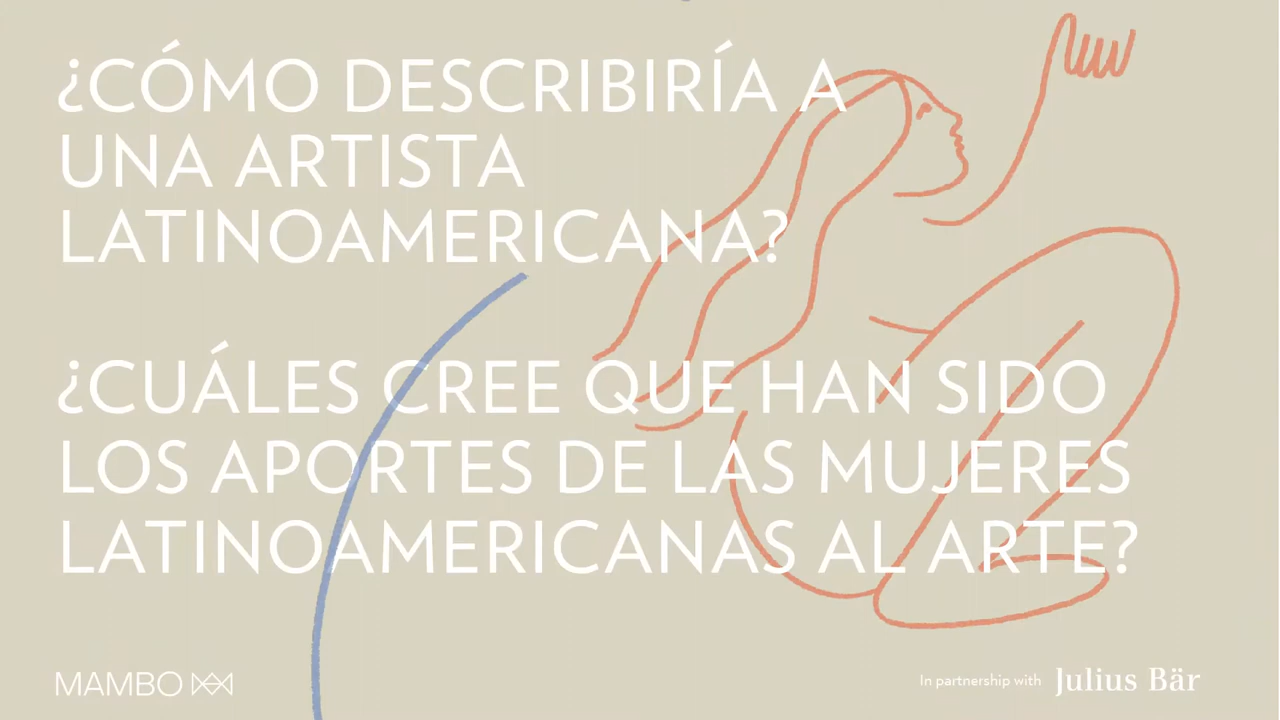 ¿CÓMO DESCRIBIRÍA A
UNA ARTISTA
LATINOAMERICANA?
¿CUÁLES CREE QUE HAN SIDO
LOS APORTES DE LAS MUJERES
LATINOAMERICANAS AL ARTE?
MAMBO
In partnership with Julius Bär